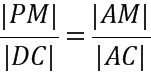 |PM| / |DC| = |AM| / |AC|